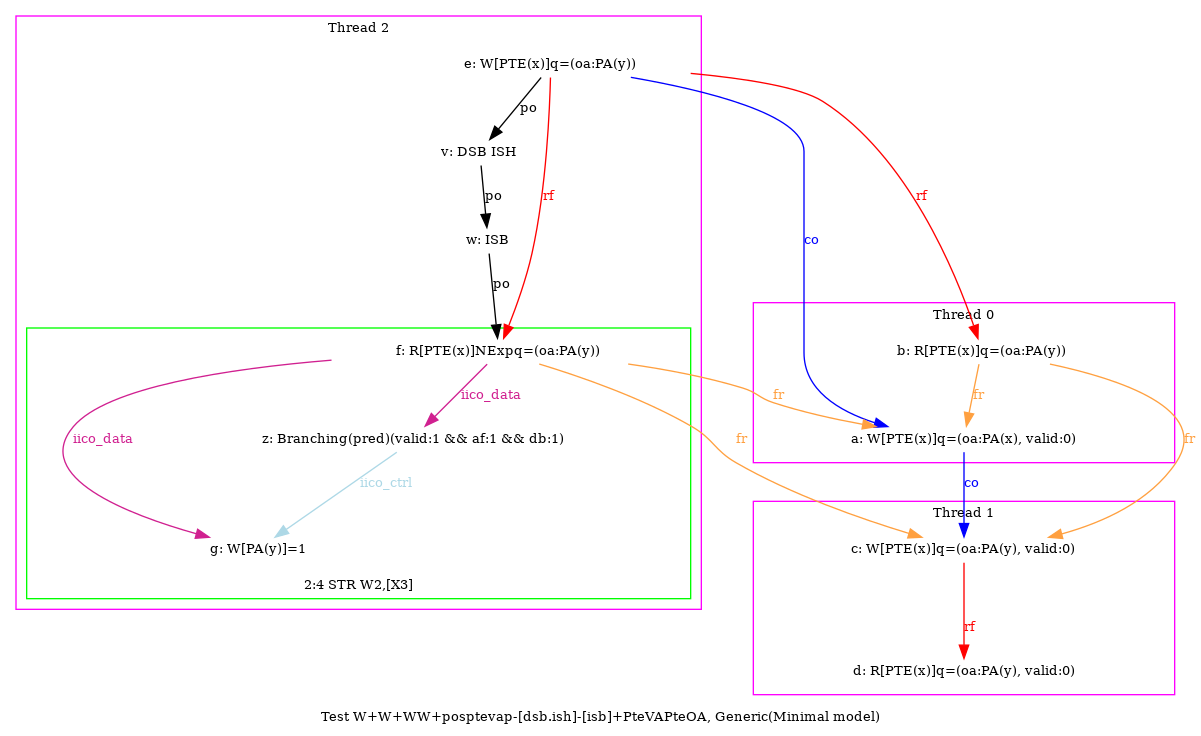 Thread 2
e: W[PTE(x)]q=(oa:PA(y))
po
v: DSB ISH
po
rf
rf
w: ISB
co
po
Thread 0
f: R[PTE(x)]NExpq=(oa:PA(y))
b: R[PTE(x)]q=(oa:PA(y))
iico_data
fr
fr
iico_data
z: Branching(pred)(valid:1 && af:1 && db:1)
fr
a: W[PTE(x)]q=(oa:PA(x), valid:0)
fr
iico_ctrl
co
Thread 1
g: W[PA(y)]=1
c: W[PTE(x)]q=(oa:PA(y), valid:0)
2:4 STR W2,[X3]
rf
d: R[PTE(x)]q=(oa:PA(y), valid:0)
Test W+W+WW+posptevap-[dsb.ish]-[isb]+PteVAPteOA, Generic(Minimal model)